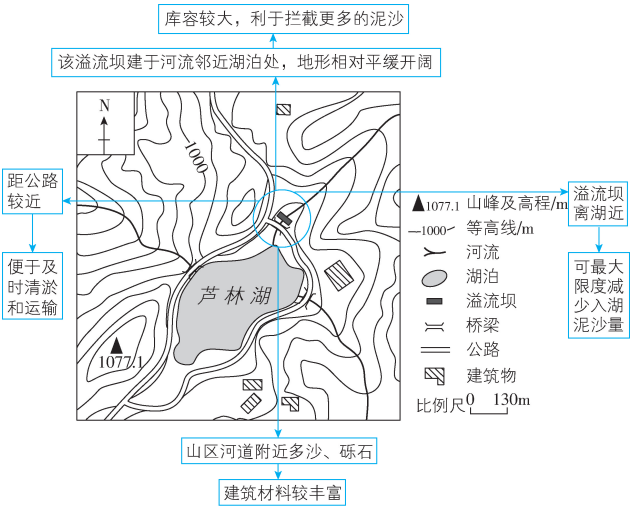 库容较大，利于拦截更多的泥沙
该溢流坝建于河流邻近湖泊处，地形相对平缓开阔
N
1000
距公路
较近
便于及
时清淤
和运输
芦林湖
1077.1
溢流坝
离湖近
可最大
限度减
少入湖
泥沙量
1077.1 山峰及高程/m
1000 等高线/m
河流
湖泊
溢流坝
桥梁
公路
建筑物
比例尺 0 130m
山区河道附近多沙、砾石
建筑材料较丰富